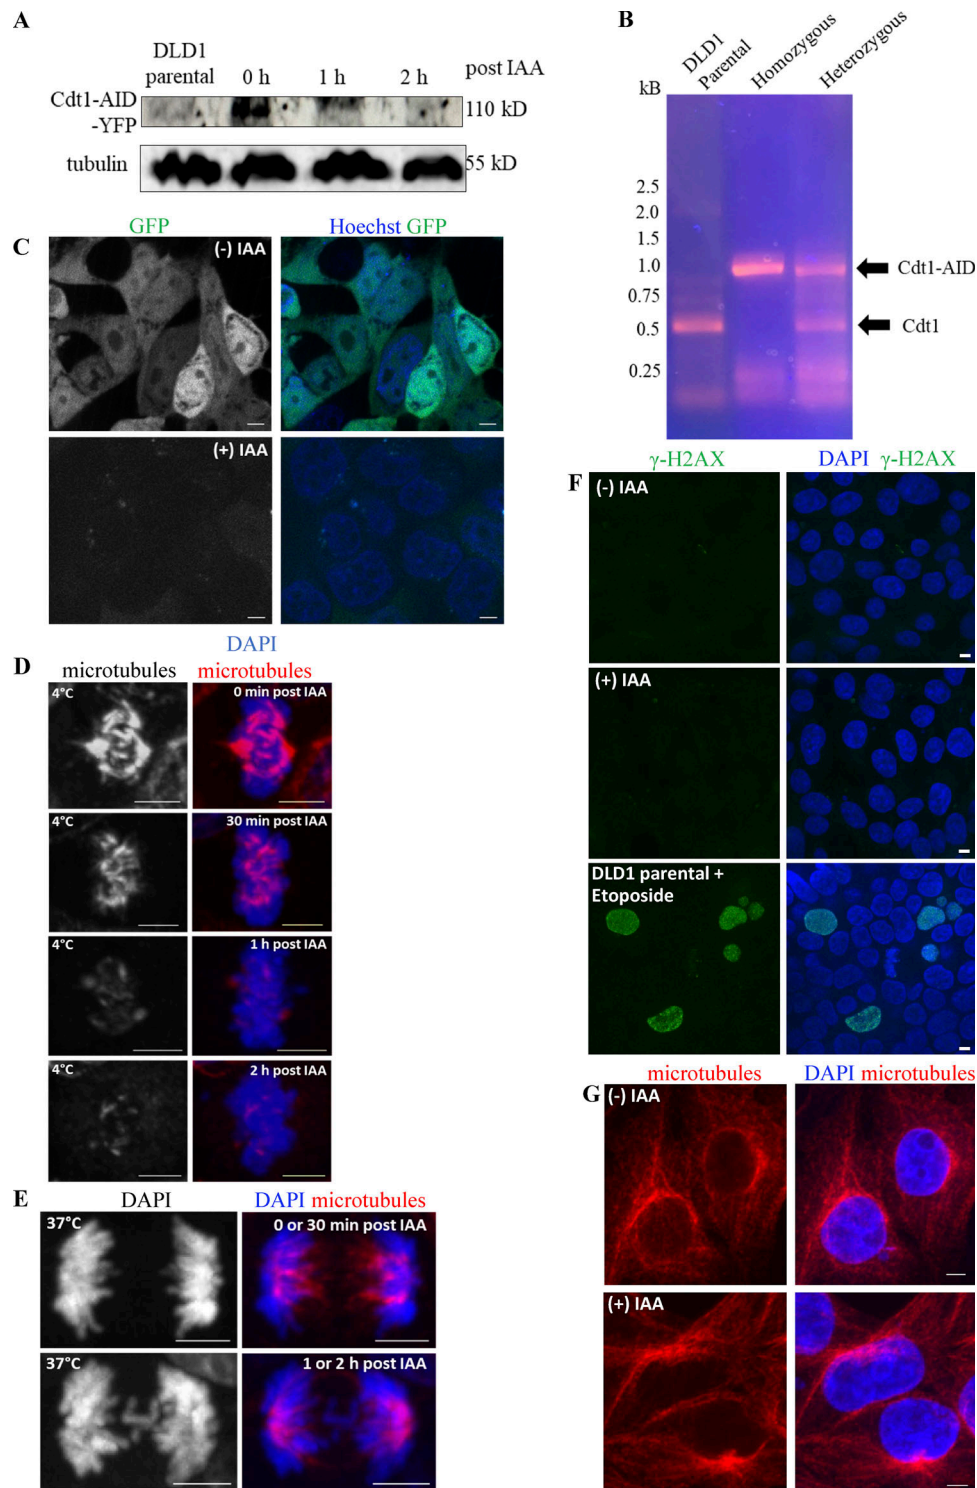 A
DLD1
parental
0 h
1 h
2 h
post IAA
Cdt1-AID
-YFP
110 kD
tubulin
55 kD
B
DLD1
Parental
Homozygous
Heterozygous
kB
2.5
2.0
1.5
1.0
0.75
0.5
0.25
Cdt1-AID
Cdt1
C
GFP
Hoechst GFP
(-) IAA
(+) IAA
D
microtubules
DAPI
microtubules
4°C
0 min post IAA
4°C
30 min post IAA
4°C
1 h post IAA
4°C
2 h post IAA
E
DAPI
DAPI microtubules
37°C
0 or 30 min post IAA
37°C
1 or 2 h post IAA
F
γ-H2AX
DAPI γ-H2AX
(-) IAA
(+) IAA
DLD1 parental +
Etoposide
G
microtubules
DAPI microtubules
(-) IAA
(+) IAA